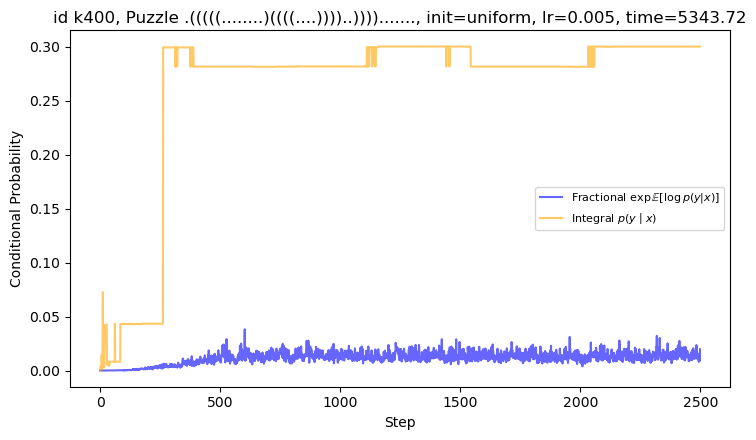 id k400, Puzzle .(((((........)((((....))))..))))......., init=uniform, lr=0.005, time=5343.72
Conditional Probability
0.30
0.25
0.20
0.15
0.10
0.05
0.00
Fractional exp𝔼[log p(y|x)]
Integral p(y | x)
0
500
1000
1500
2000
2500
Step